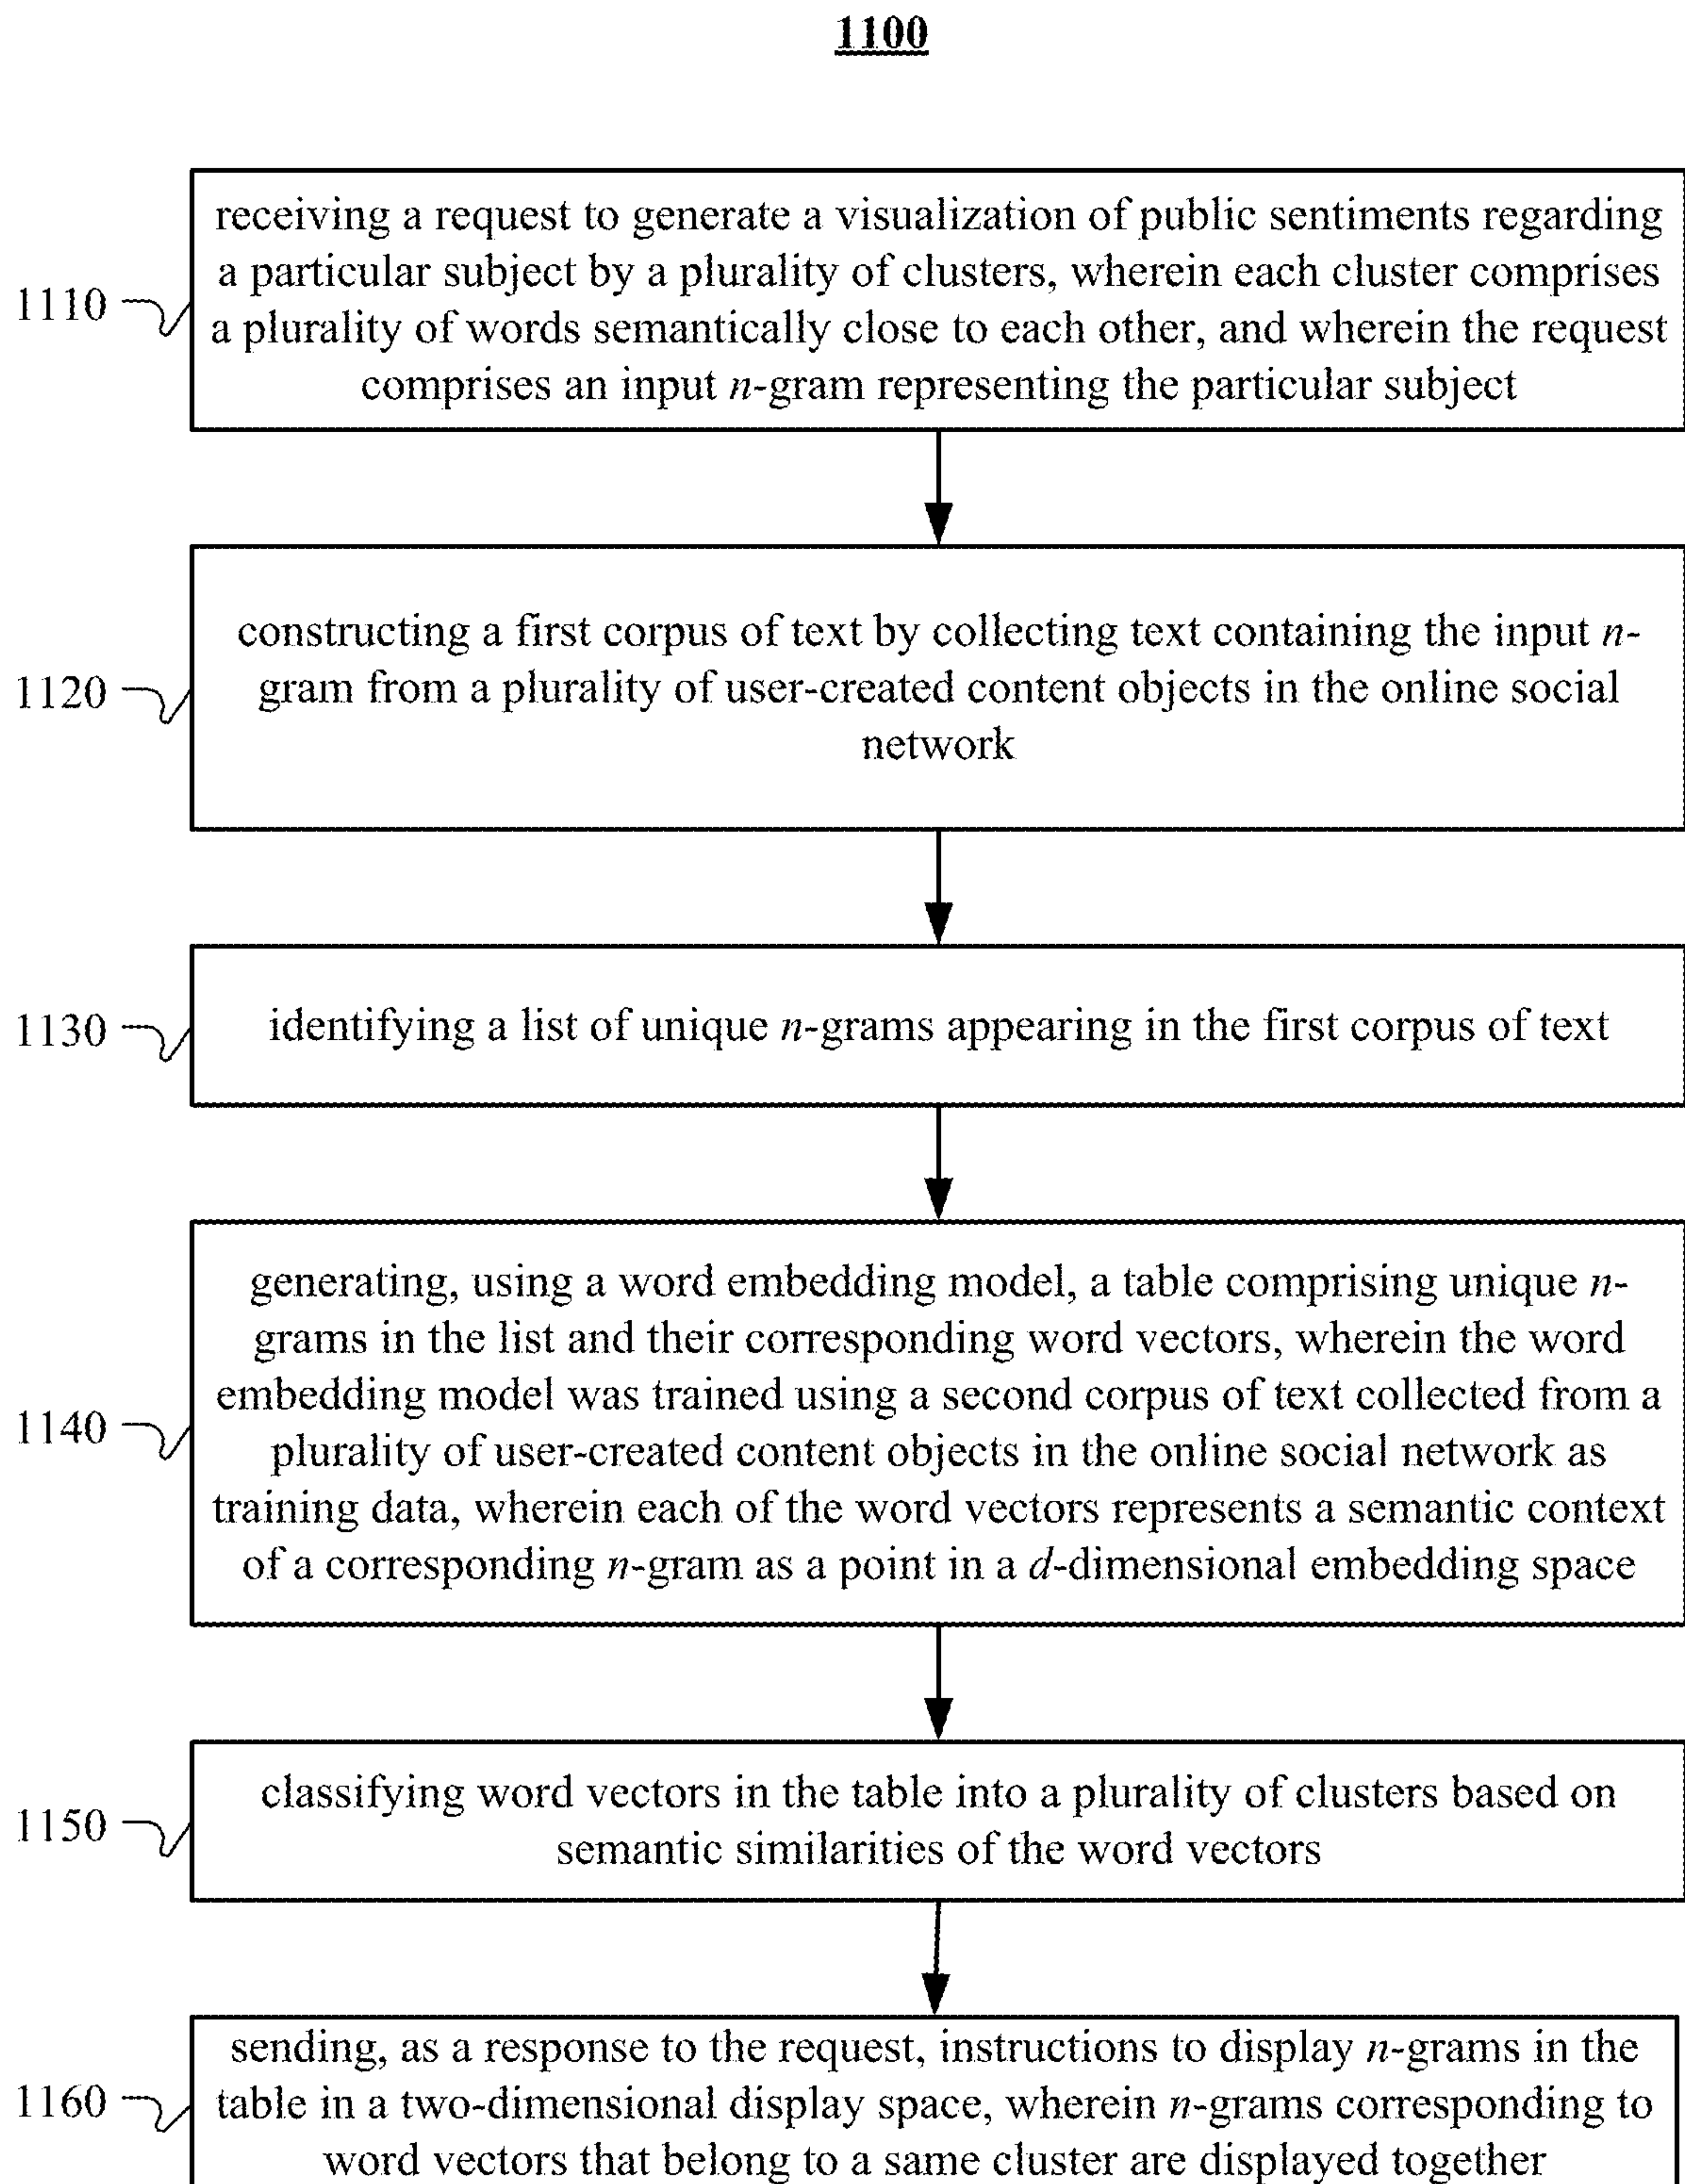 1100
receiving a request to generate a visualization of public sentiments regarding
a particular subject by a plurality of clusters, wherein each cluster comprises
a plurality of words semantically close to each other, and wherein the request
comprises an input n-gram representing the particular subject
1110
constructing a first corpus of text by collecting text containing the input n-
gram from a plurality of user-created content objects in the online social
network
1120
identifying a list of unique n-grams appearing in the first corpus of text
1130
generating, using a word embedding model, a table comprising unique n-
grams in the list and their corresponding word vectors, wherein the word
embedding model was trained using a second corpus of text collected from a
plurality of user-created content objects in the online social network as
training data, wherein each of the word vectors represents a semantic context
of a corresponding n-gram as a point in a d-dimensional embedding space
1140
classifying word vectors in the table into a plurality of clusters based on
semantic similarities of the word vectors
1150
sending, as a response to the request, instructions to display n-grams in the
table in a two-dimensional display space, wherein n-grams corresponding to
word vectors that belong to a same cluster are displayed together
1160